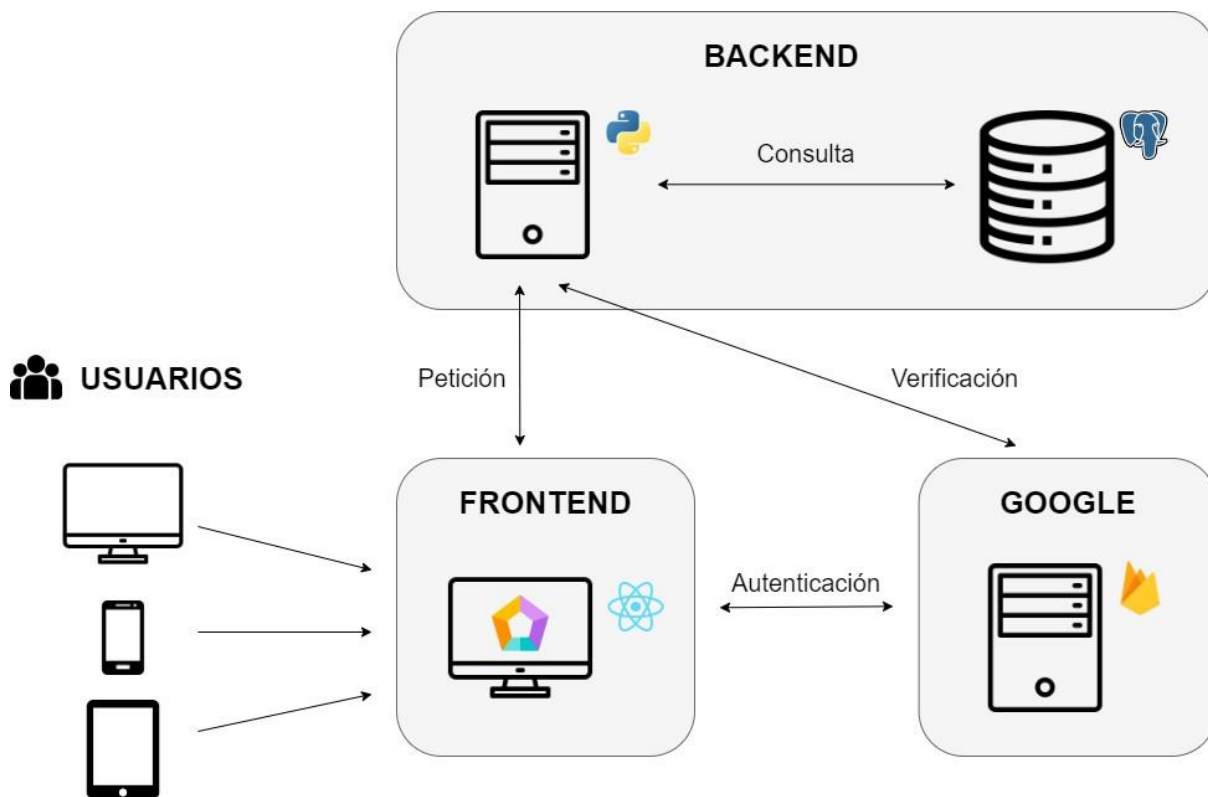 BACKEND
Consulta
USUARIOS
Petición
Verificación
FRONTEND
GOOGLE
Autenticación